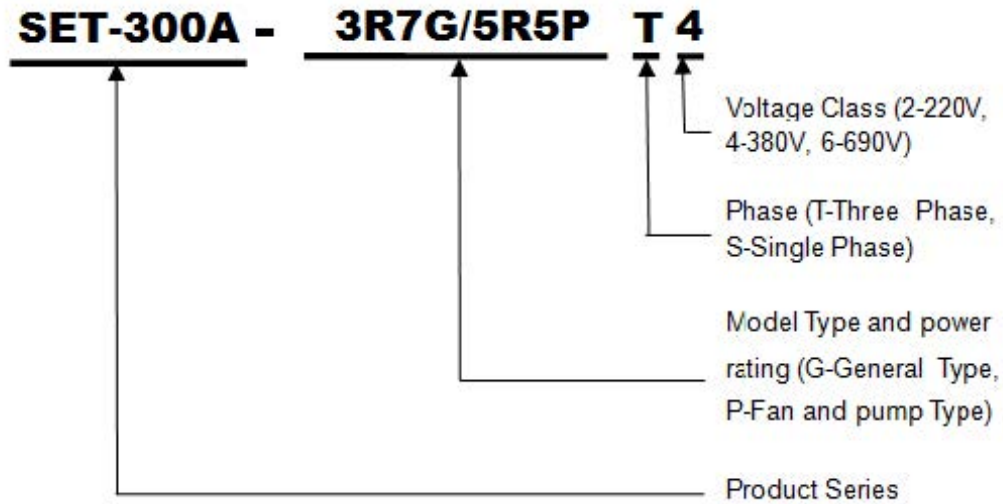 SET-300A - 3R7G/5R5P T 4
Voltage Class (2-220V,
4-380V, 6-690V)
Phase (T-Three Phase,
S-Single Phase)
Model Type and power
rating (G-General Type,
P-Fan and pump Type)
Product Series